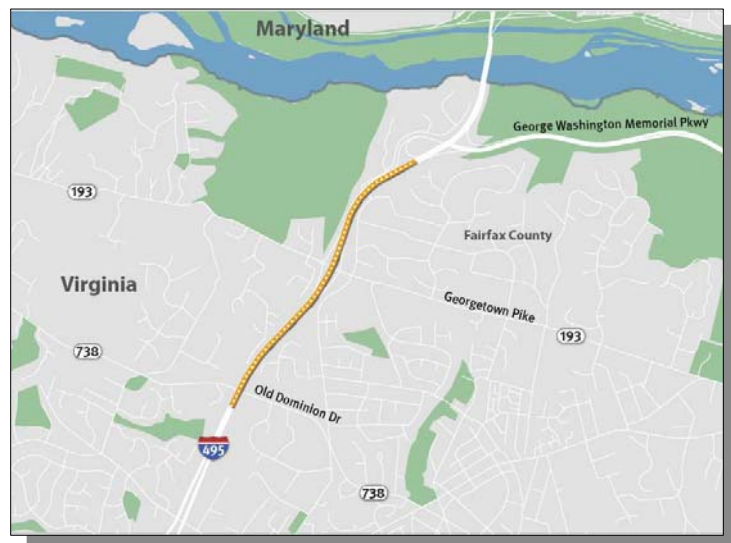 Maryland
George Washington Memorial Pkwy
193
Fairfax County
Virginia
Georgetown Pike
193
738
Old Dominion Dr
495
738